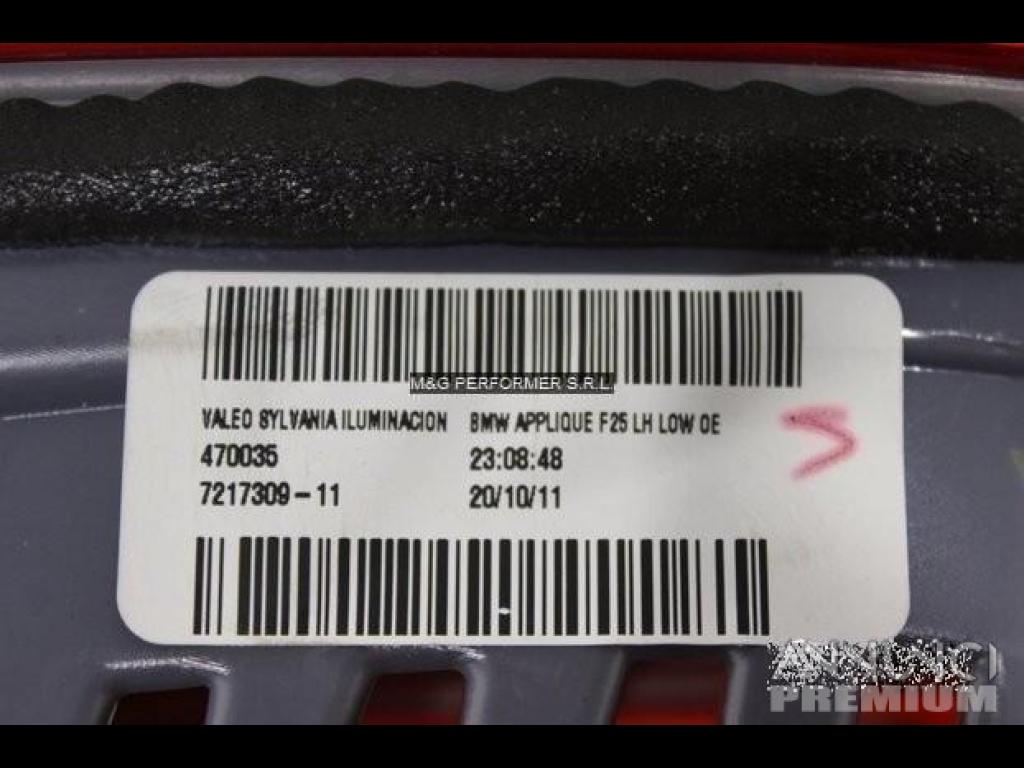 M&G PERFORMER S.R.L.
VALEO SYLVANIA ILUMINACION BMW APPLIQUE F25 LH LOW OE
470035 23:08:48
7217309-11 20/10/11
ANNUNCI
PREMIUM